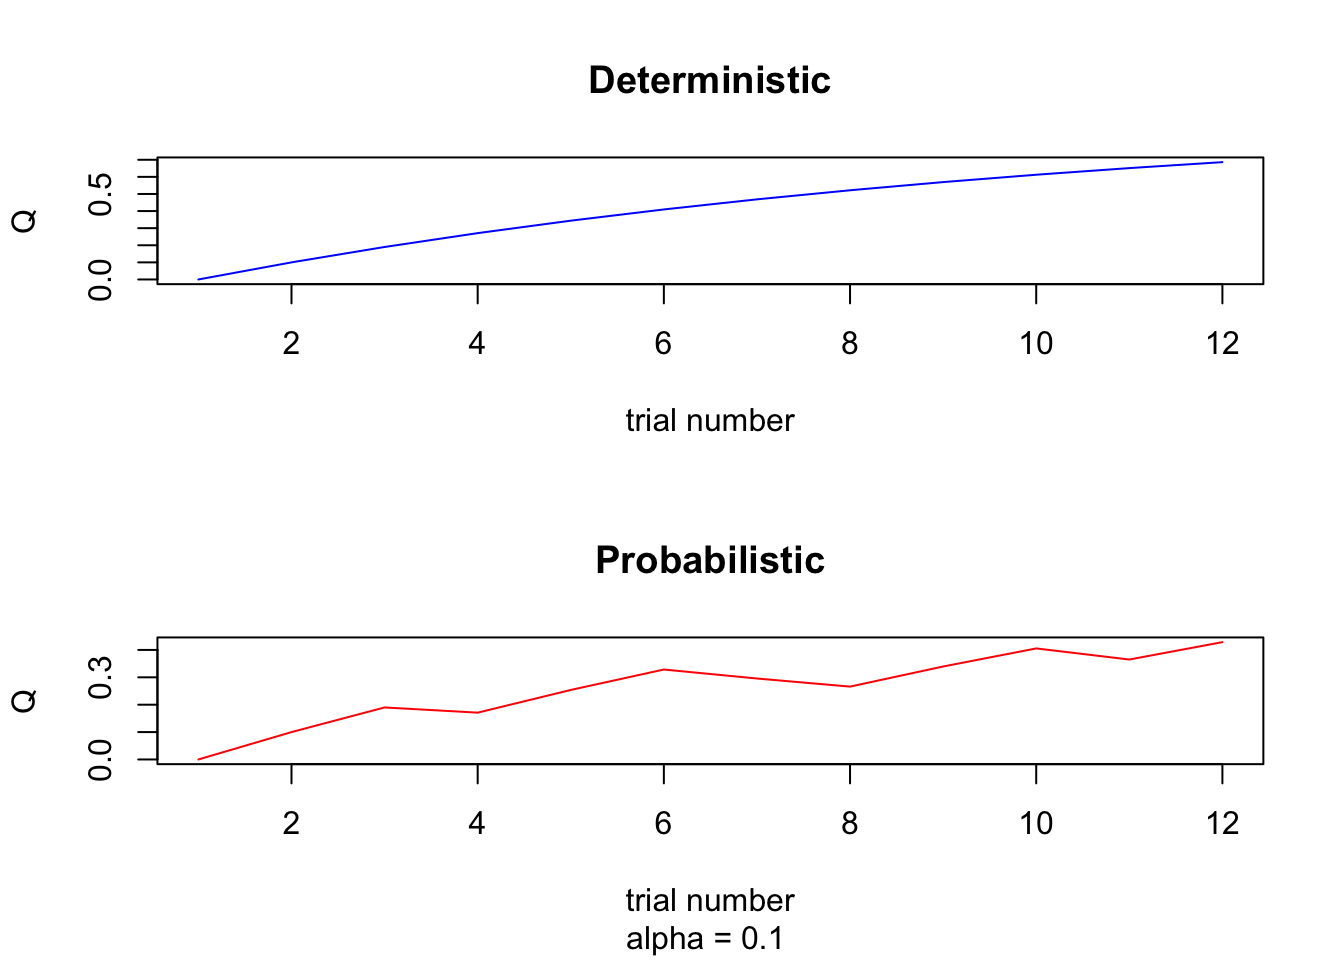 Deterministic
Q
0.5
0.0
2 4 6 8 10 12
trial number
Probabilistic
Q
0.3
0.0
2 4 6 8 10 12
trial number
alpha = 0.1